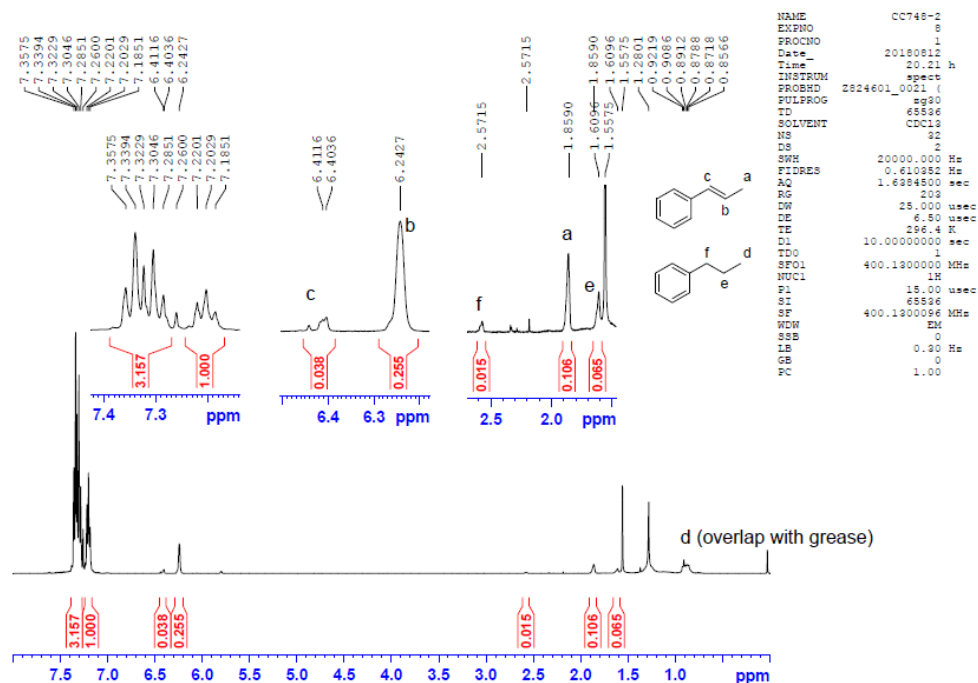 7.3575
7.3394
7.3229
7.3046
7.2851
7.2600
7.2201
7.2029
7.1851
6.4116
6.4036
6.2427
2.5715
1.8590
1.6096
1.5575
1.2801
0.9219
0.9086
0.8912
0.8788
0.8718
0.8566
NAME CC748-2
EXPNO 8
PROCNO 1
Date_ 20180812
Time 20.21 h
INSTRUM spect
PROBHD Z824601_0021 (
PULPROG zg30
TD 65536
SOLVENT CDCl3
NS 32
DS 2
SWH 20000.000 Hz
FIDRES 0.610352 Hz
AQ 1.6384500 sec
RG 203
DW 25.000 usec
DE 6.50 usec
TE 296.4 K
D1 10.00000000 sec
TD0 1
SFO1 400.1300000 MHz
NUC1 1H
P1 15.00 usec
SI 65536
SF 400.1300096 MHz
WDW EM
SSB 0
LB 0.30 Hz
GB 0
PC 1.00
7.3575
7.3394
7.3229
7.3046
7.2851
7.2600
7.2201
7.2029
7.1851
6.4116
6.4036
6.2427
2.5715
1.8590
1.6096
1.5575
c
b
f
a
e
c a
b
f d
e
3.157 1.000
0.038 0.255
0.015 0.106 0.065
7.4 7.3 ppm
6.4 6.3 ppm
2.5 2.0 ppm
d (overlap with grease)
3.157 1.000 0.038 0.255 0.015 0.106 0.065
7.5 7.0 6.5 6.0 5.5 5.0 4.5 4.0 3.5 3.0 2.5 2.0 1.5 1.0 ppm